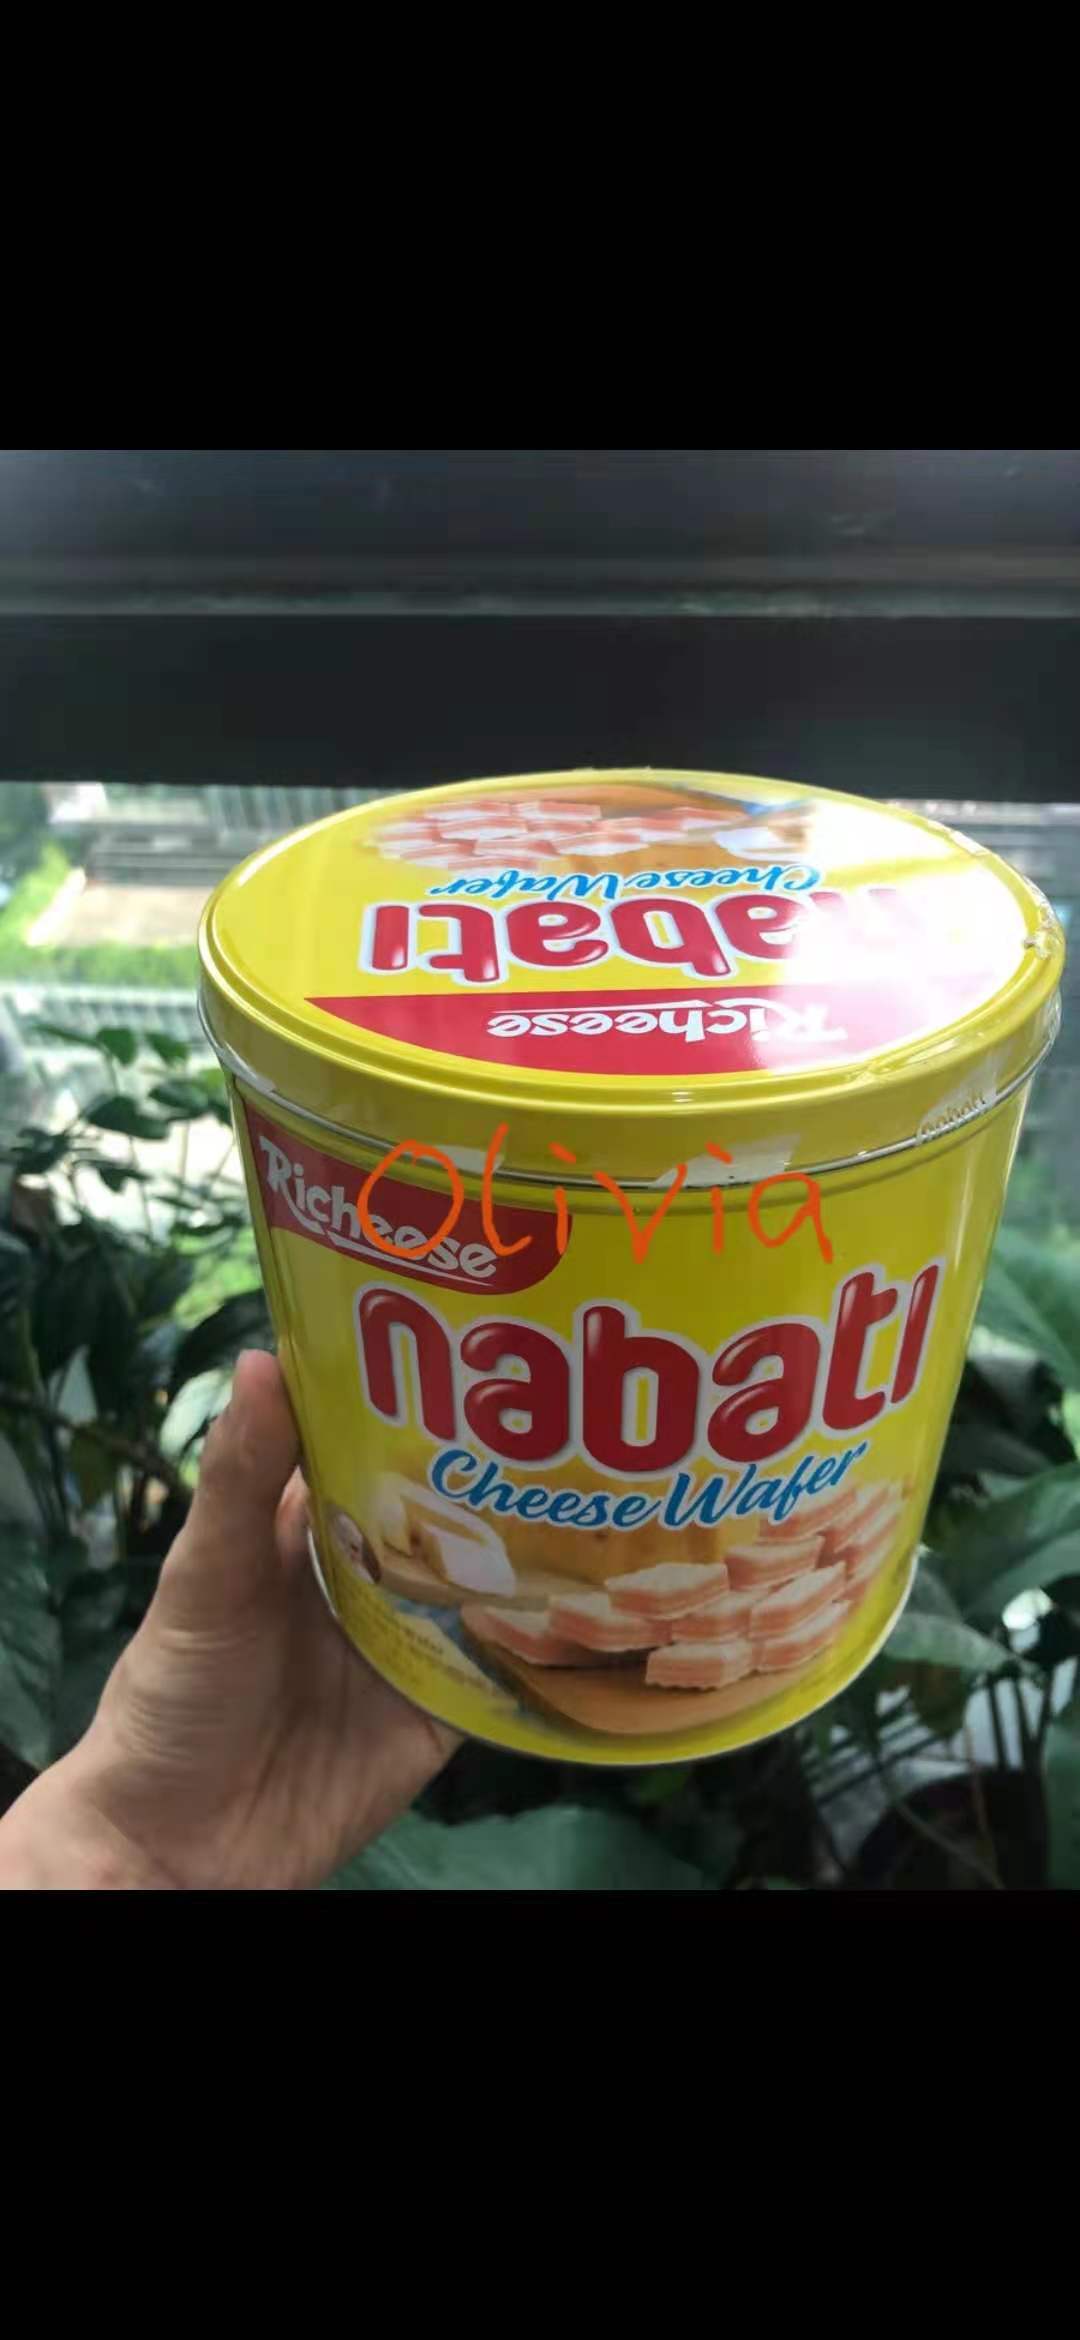 Cheese Wafer
nabati
Richeese
nabati
Olivia
Richeese
nabati
Cheese Wafer